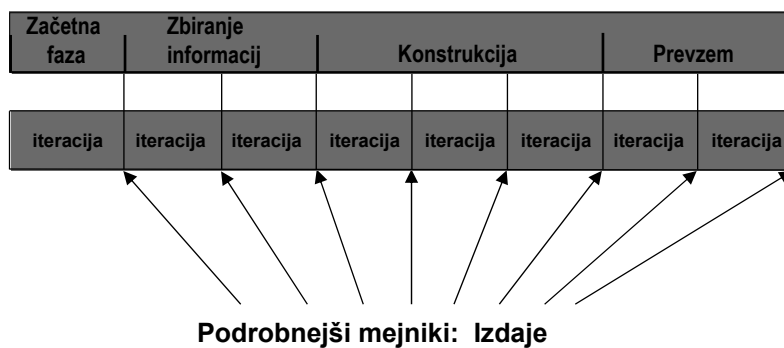 Začetna faza
Zbiranje informacij
Konstrukcija
Prevzem
iteracija iteracija iteracija iteracija iteracija iteracija iteracija iteracija
Podrobnejši mejniki: Izdaje